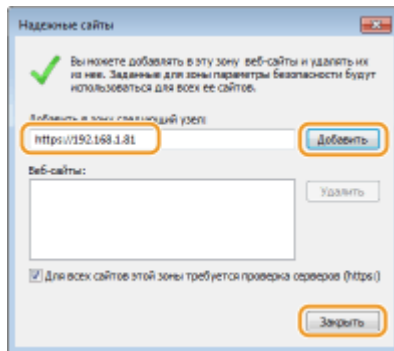 Надежные сайты
Вы можете добавлять в эту зону веб-сайты и удалять их
из нее. Заданные для зоны параметры безопасности будут
использоваться для всех ее сайтов.
Добавить в зону следующий узел:
https://192.168.1.81
Добавить
Веб-сайты:
Удалить
Для всех сайтов этой зоны требуется проверка серверов (https:)
Закрыть